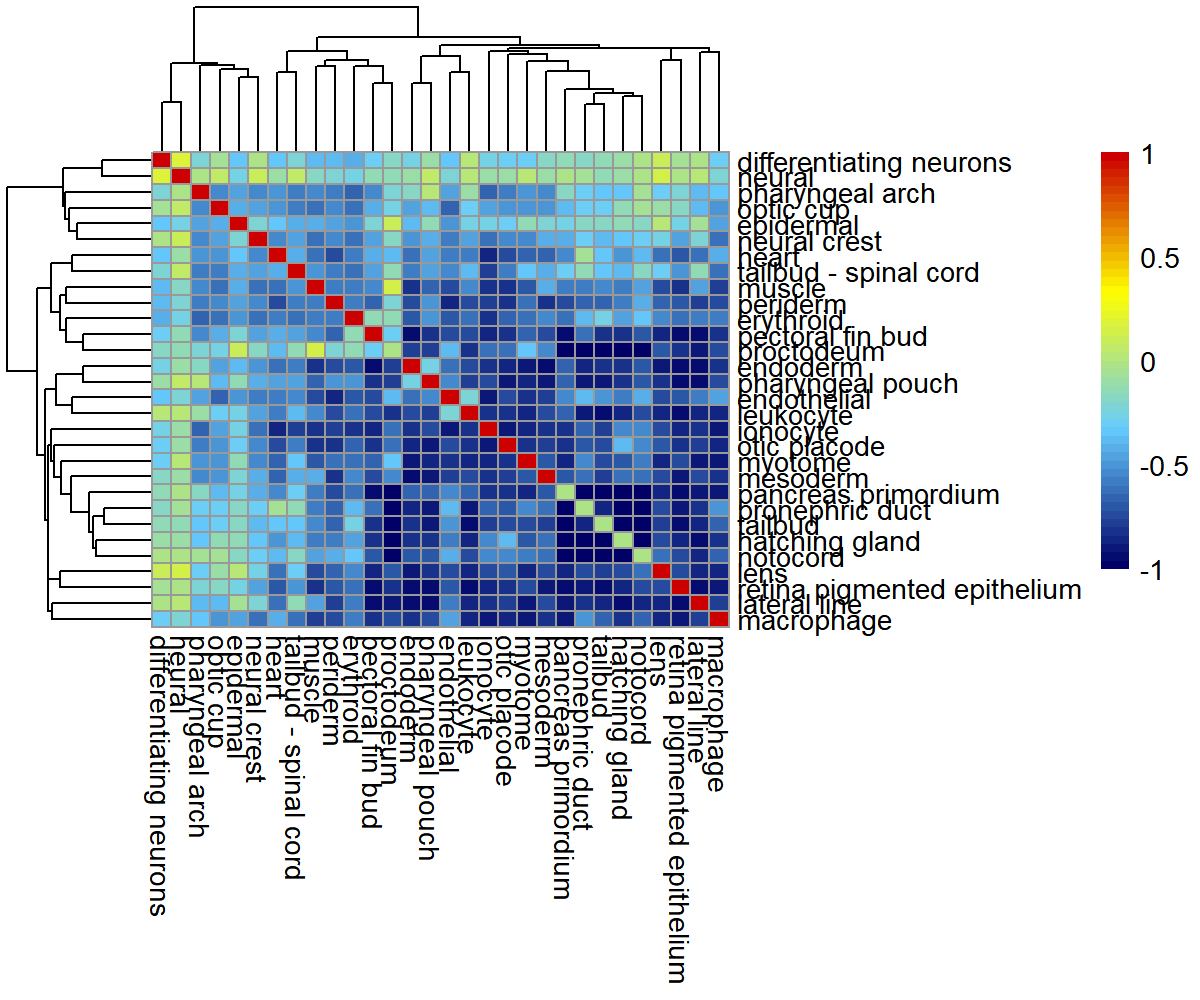 differentiating neurons
neural
pharyngeal arch
optic cup
epidermal
neural crest
heart
tailbud - spinal cord
muscle
periderm
erythroid
pectoral fin bud
proctodeum
endoderm
pharyngeal pouch
endothelial
leukocyte
ionocyte
otic placode
myotome
mesoderm
pancreas primordium
pronephric duct
tailbud
hatching gland
notocord
lens
retina pigmented epithelium
lateral line
macrophage
1
0.5
0
-0.5
-1
differentiating neurons
neural
pharyngeal arch
optic cup
epidermal
neural crest
heart
tailbud - spinal cord
muscle
periderm
erythroid
pectoral fin bud
proctodeum
endoderm
pharyngeal pouch
endothelial
leukocyte
ionocyte
otic placode
myotome
mesoderm
pancreas primordium
pronephric duct
tailbud
hatching gland
notocord
lens
retina pigmented epithelium
lateral line
macrophage